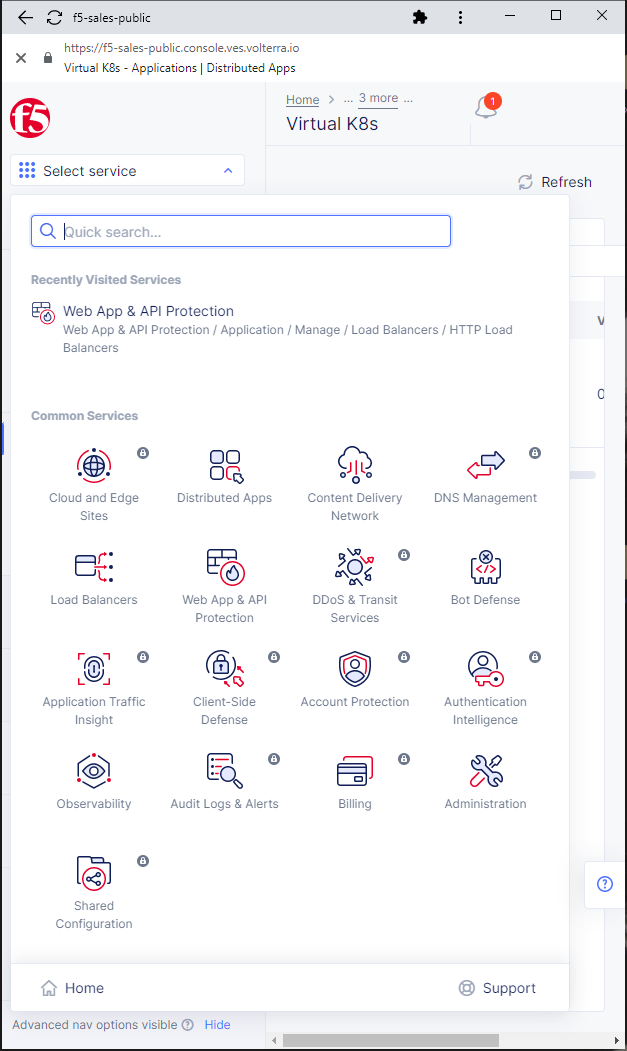 f5-sales-public
https://f5-sales-public.console.ves.volterra.io
Virtual K8s - Applications | Distributed Apps
f5
Home > ... 3 more ...
Virtual K8s
1
Select service
Refresh
Quick search...
Recently Visited Services
Web App & API Protection
Web App & API Protection / Application / Manage / Load Balancers / HTTP Load
Balancers
V
0
Common Services
Cloud and Edge
Sites
Distributed Apps
Content Delivery
Network
DNS Management
Load Balancers
Web App & API
Protection
DDoS & Transit
Services
Bot Defense
Application Traffic
Insight
Client-Side
Defense
Account Protection
Authentication
Intelligence
Observability
Audit Logs & Alerts
Billing
Administration
Shared
Configuration
Home
Support
Advanced nav options visible ? Hide